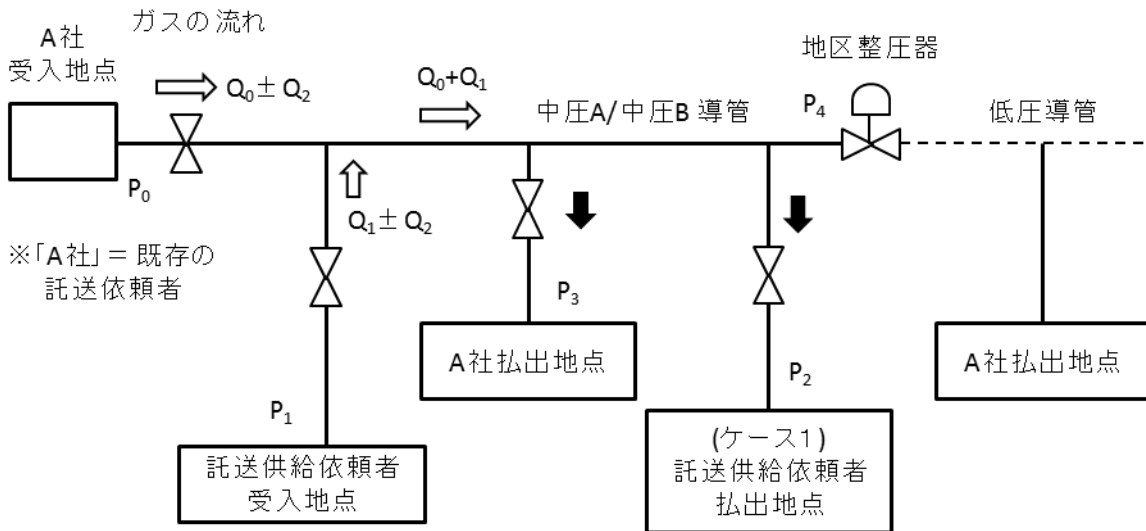 ガスの流れ
A社
受入地点
Q₀± Q₂
Q₀+Q₁
中圧A/中圧B 導管
地区整圧器
P₄
低圧導管
P₀
Q₁± Q₂
※「A社」= 既存の
託送依頼者
P₃
A社払出地点
A社払出地点
P₁
P₂
託送供給依頼者
受入地点
(ケース1)
託送供給依頼者
払出地点